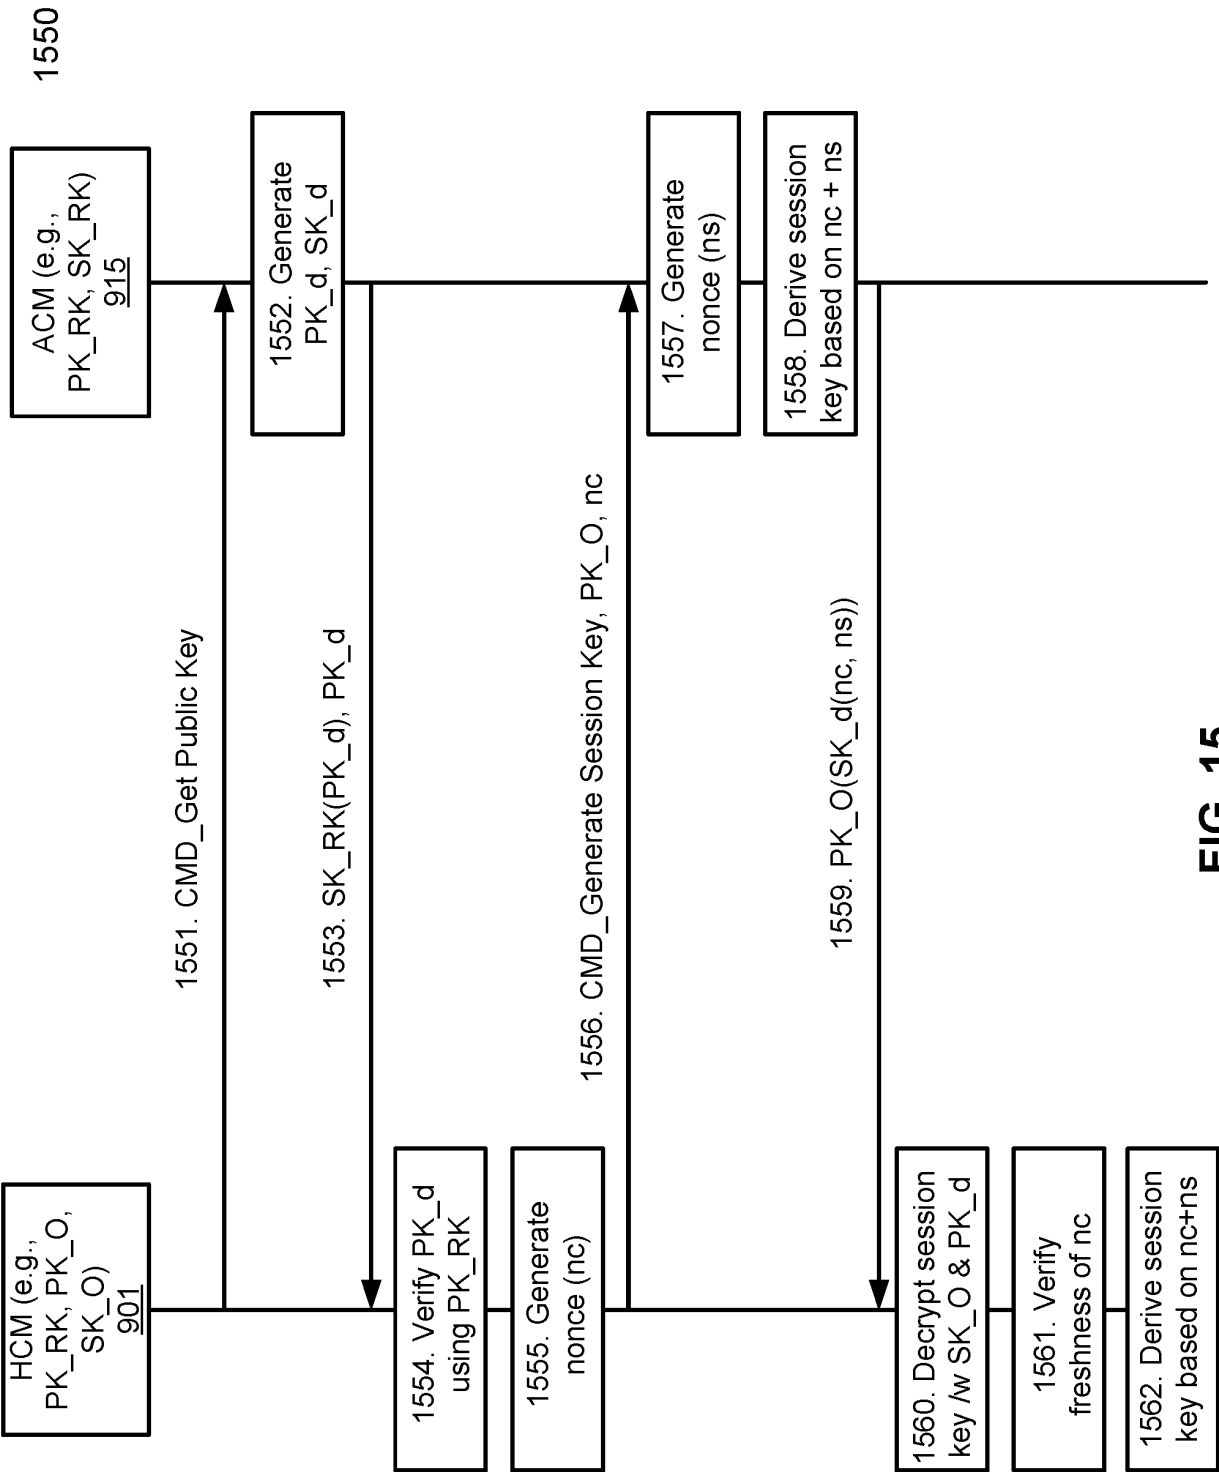 1550
HCM (e.g.,
PK_RK, PK_O,
SK_O)
901
ACM (e.g.,
PK_RK, SK_RK)
915
1551. CMD_Get Public Key
1552. Generate
PK_d, SK_d
1553. SK_RK(PK_d), PK_d
1554. Verify PK_d
using PK_RK
1555. Generate
nonce (nc)
1556. CMD_Generate Session Key, PK_O, nc
1557. Generate
nonce (ns)
1558. Derive session
key based on nc + ns
1559. PK_O(SK_d(nc, ns))
1560. Decrypt session
key /w SK_O & PK_d
1561. Verify
freshness of nc
1562. Derive session
key based on nc+ns
FIG. 15